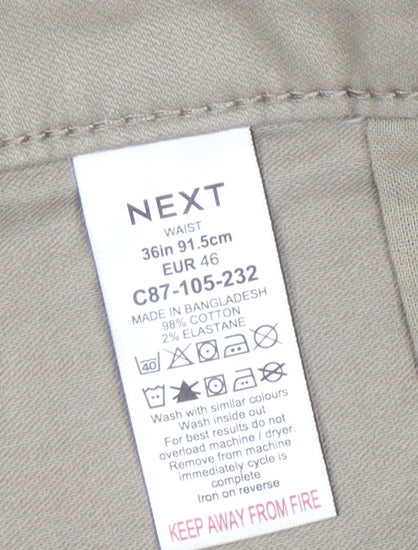 NEXT
WAIST
36in 91.5cm
EUR 46
C87-105-232
MADE IN BANGLADESH
98% COTTON
2% ELASTANE
40
Wash with similar colours
Wash inside out
For best results do not
overload machine / dryer.
Remove from machine
immediately cycle is
complete
Iron on reverse
KEEP AWAY FROM FIRE